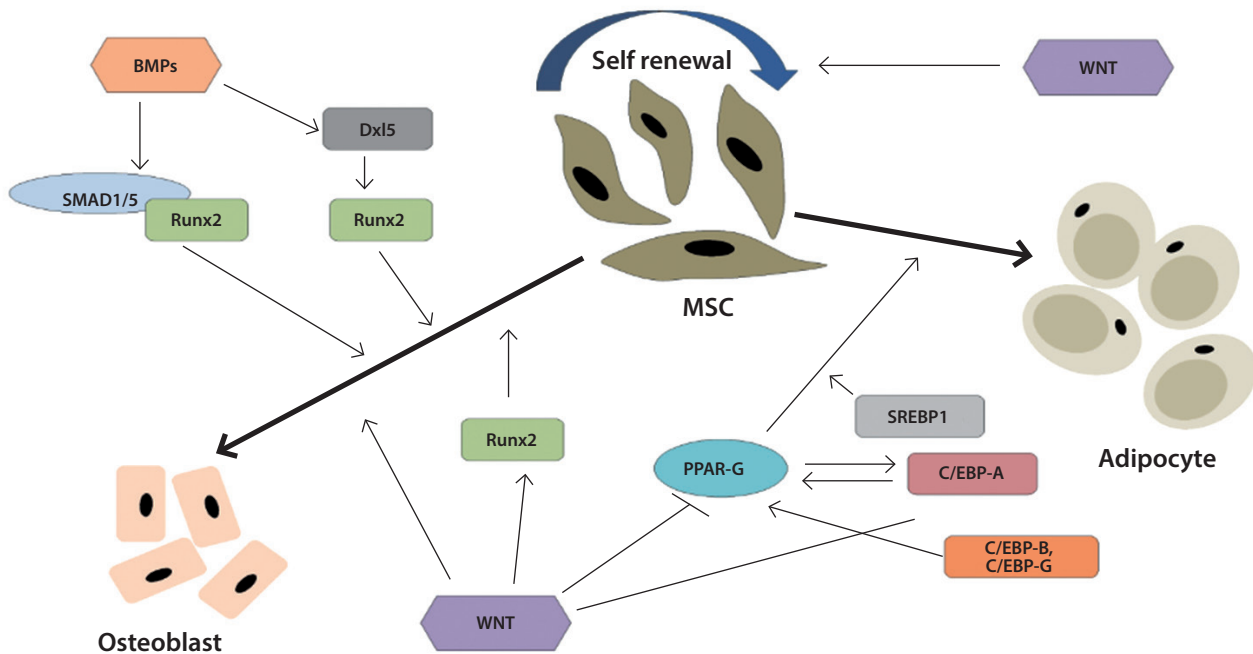 BMPs
Self renewal
WNT
Dxl5
SMAD1/5
Runx2
Runx2
MSC
SREBP1
Runx2
PPAR-G
C/EBP-A
Adipocyte
C/EBP-B,
C/EBP-G
WNT
Osteoblast